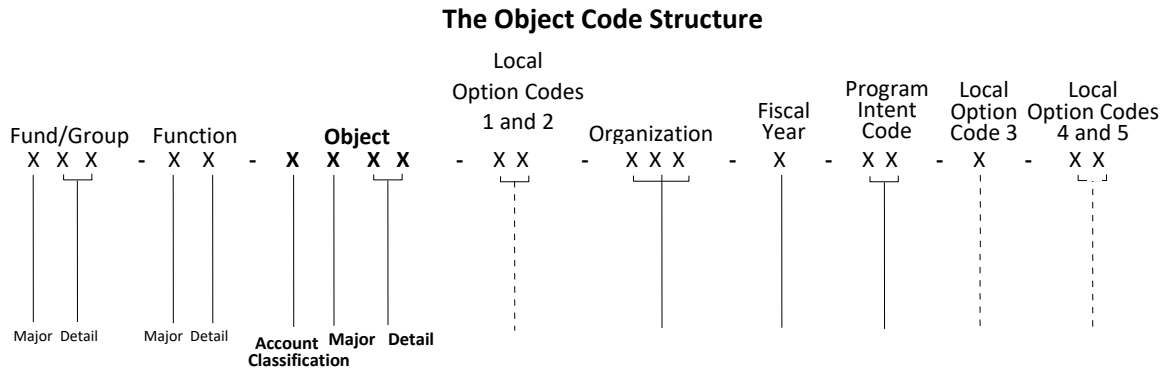 The Object Code Structure
Local
Option Codes
1 and 2
Fund/Group
Function
Object
Organization
Fiscal
Year
Program
Intent
Code
Local
Option
Code 3
Local
Option Codes
4 and 5
X X X - X X - X X X X - X X - X X X - X - X X - X - X X
Major Detail
Major Detail
Account
Classification
Major
Detail